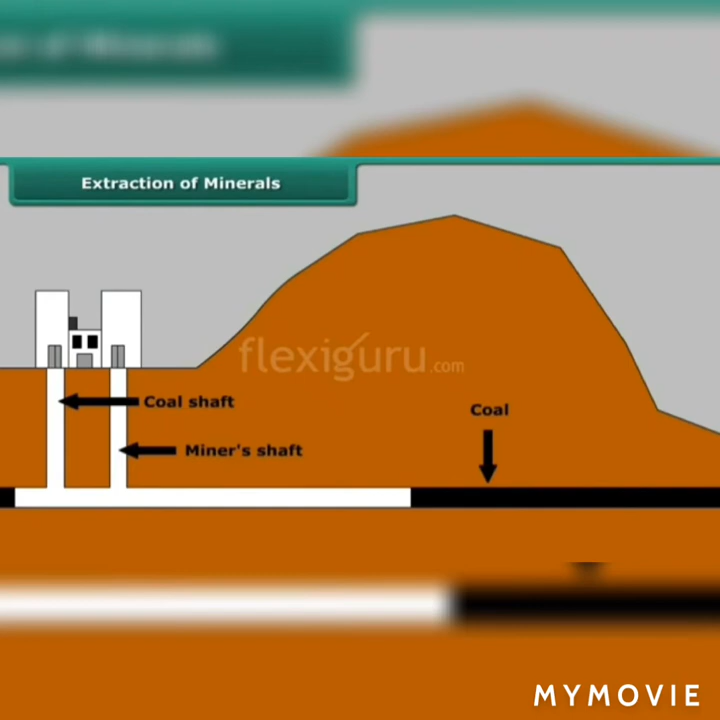 Extraction of Minerals
flexiguru.com
Coal shaft
Coal
Miner's shaft
MYMOVIE